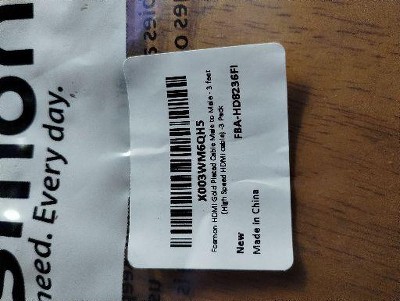 need. Every day.
X003WM6QH5
Fosmon HDMI Gold Plated Cable Male to Male - 3 feet
(High Speed HDMI cable) -3 Pack
FBA-HD8236FI
New
Made in China